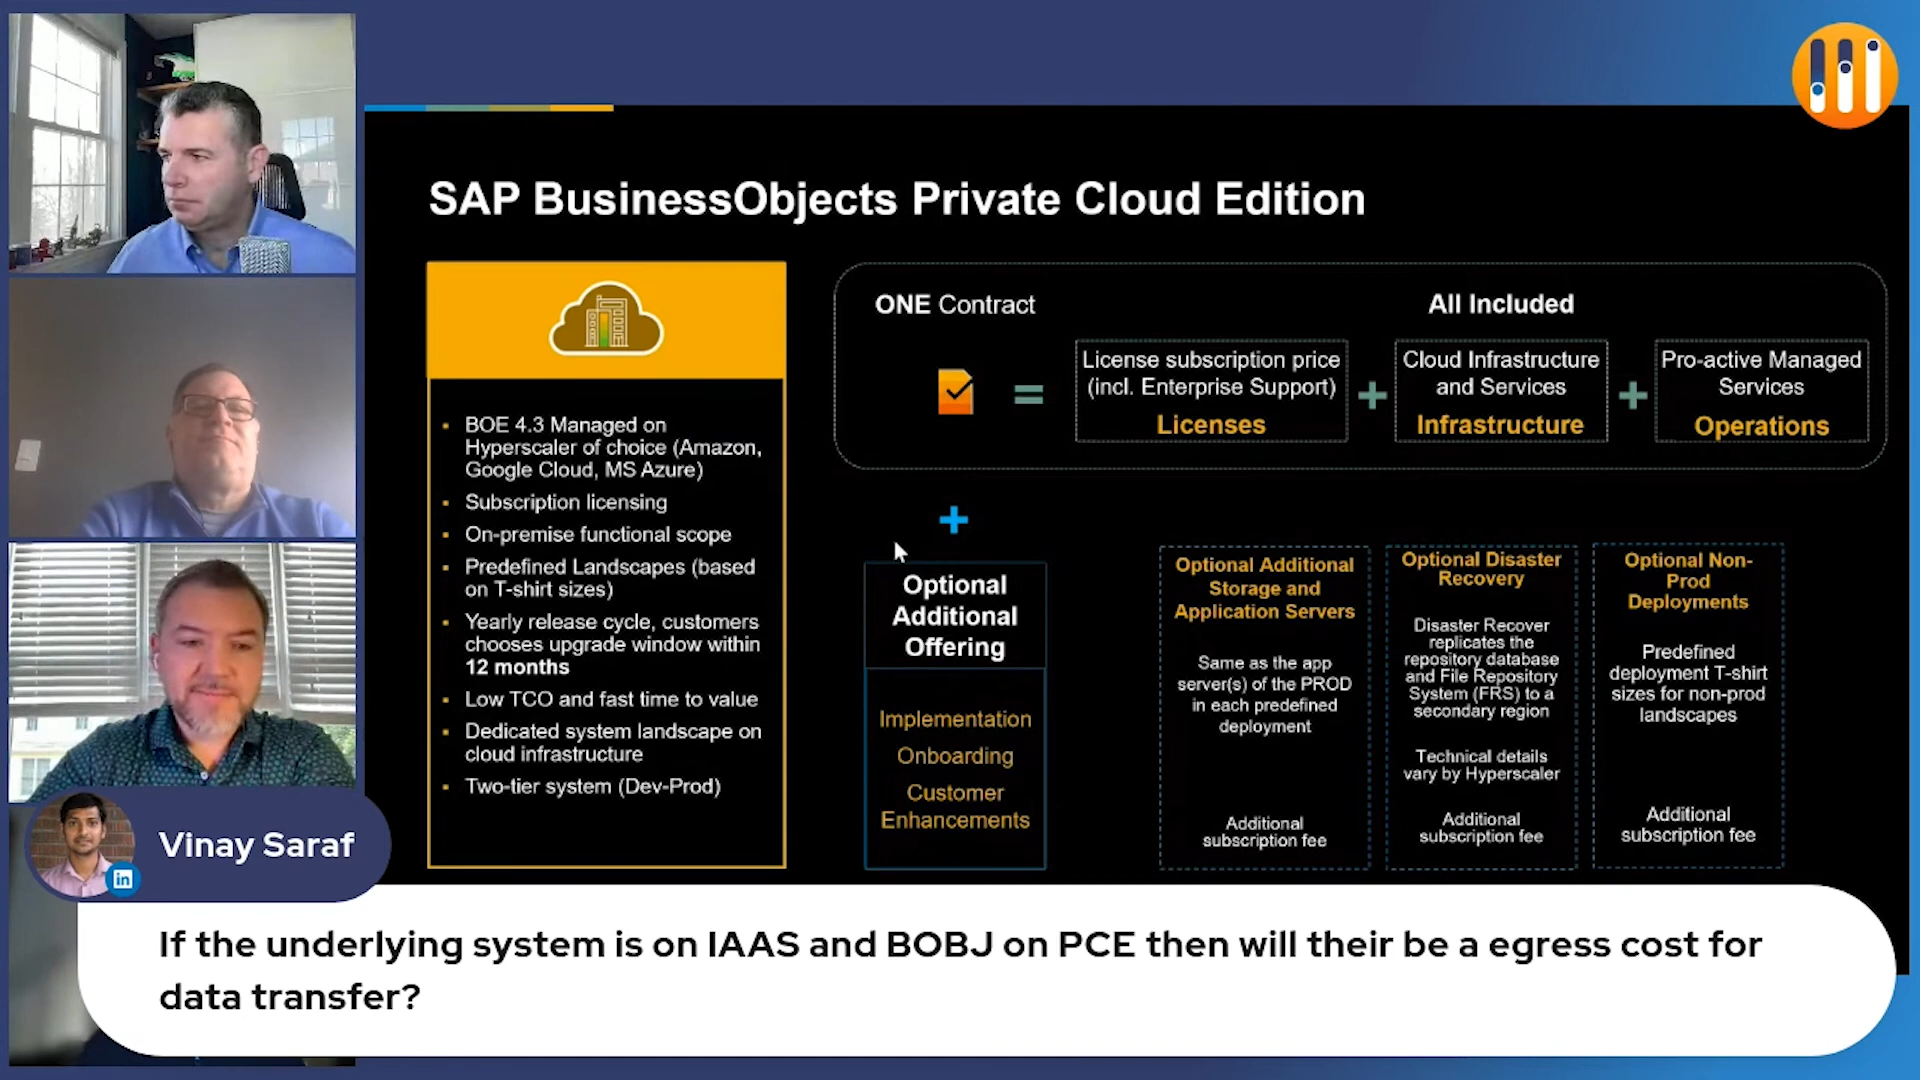 SAP BusinessObjects Private Cloud Edition
BOE 4.3 Managed on
Hyperscaler of choice (Amazon,
Google Cloud, MS Azure)
Subscription licensing
On-premise functional scope
Predefined Landscapes (based
on T-shirt sizes)
Yearly release cycle, customers
chooses upgrade window within
12 months
Low TCO and fast time to value
Dedicated system landscape on
cloud infrastructure
Two-tier system (Dev-Prod)
ONE Contract
All Included
=
License subscription price
(incl. Enterprise Support)
Licenses
+
Cloud Infrastructure
and Services
Infrastructure
+
Pro-active Managed
Services
Operations
+
Optional
Additional
Offering
Implementation
Onboarding
Customer
Enhancements
Optional Additional
Storage and
Application Servers
Same as the app
server(s) of the PROD
in each predefined
deployment
Additional
subscription fee
Optional Disaster
Recovery
Disaster Recover
replicates the
repository database
and File Repository
System (FRS) to a
secondary region
Technical details
vary by Hyperscaler
Additional
subscription fee
Optional Non-
Prod
Deployments
Predefined
deployment T-shirt
sizes for non-prod
landscapes
Additional
subscription fee
Vinay Saraf
in
If the underlying system is on IAAS and BOBJ on PCE then will their be a egress cost for
data transfer?